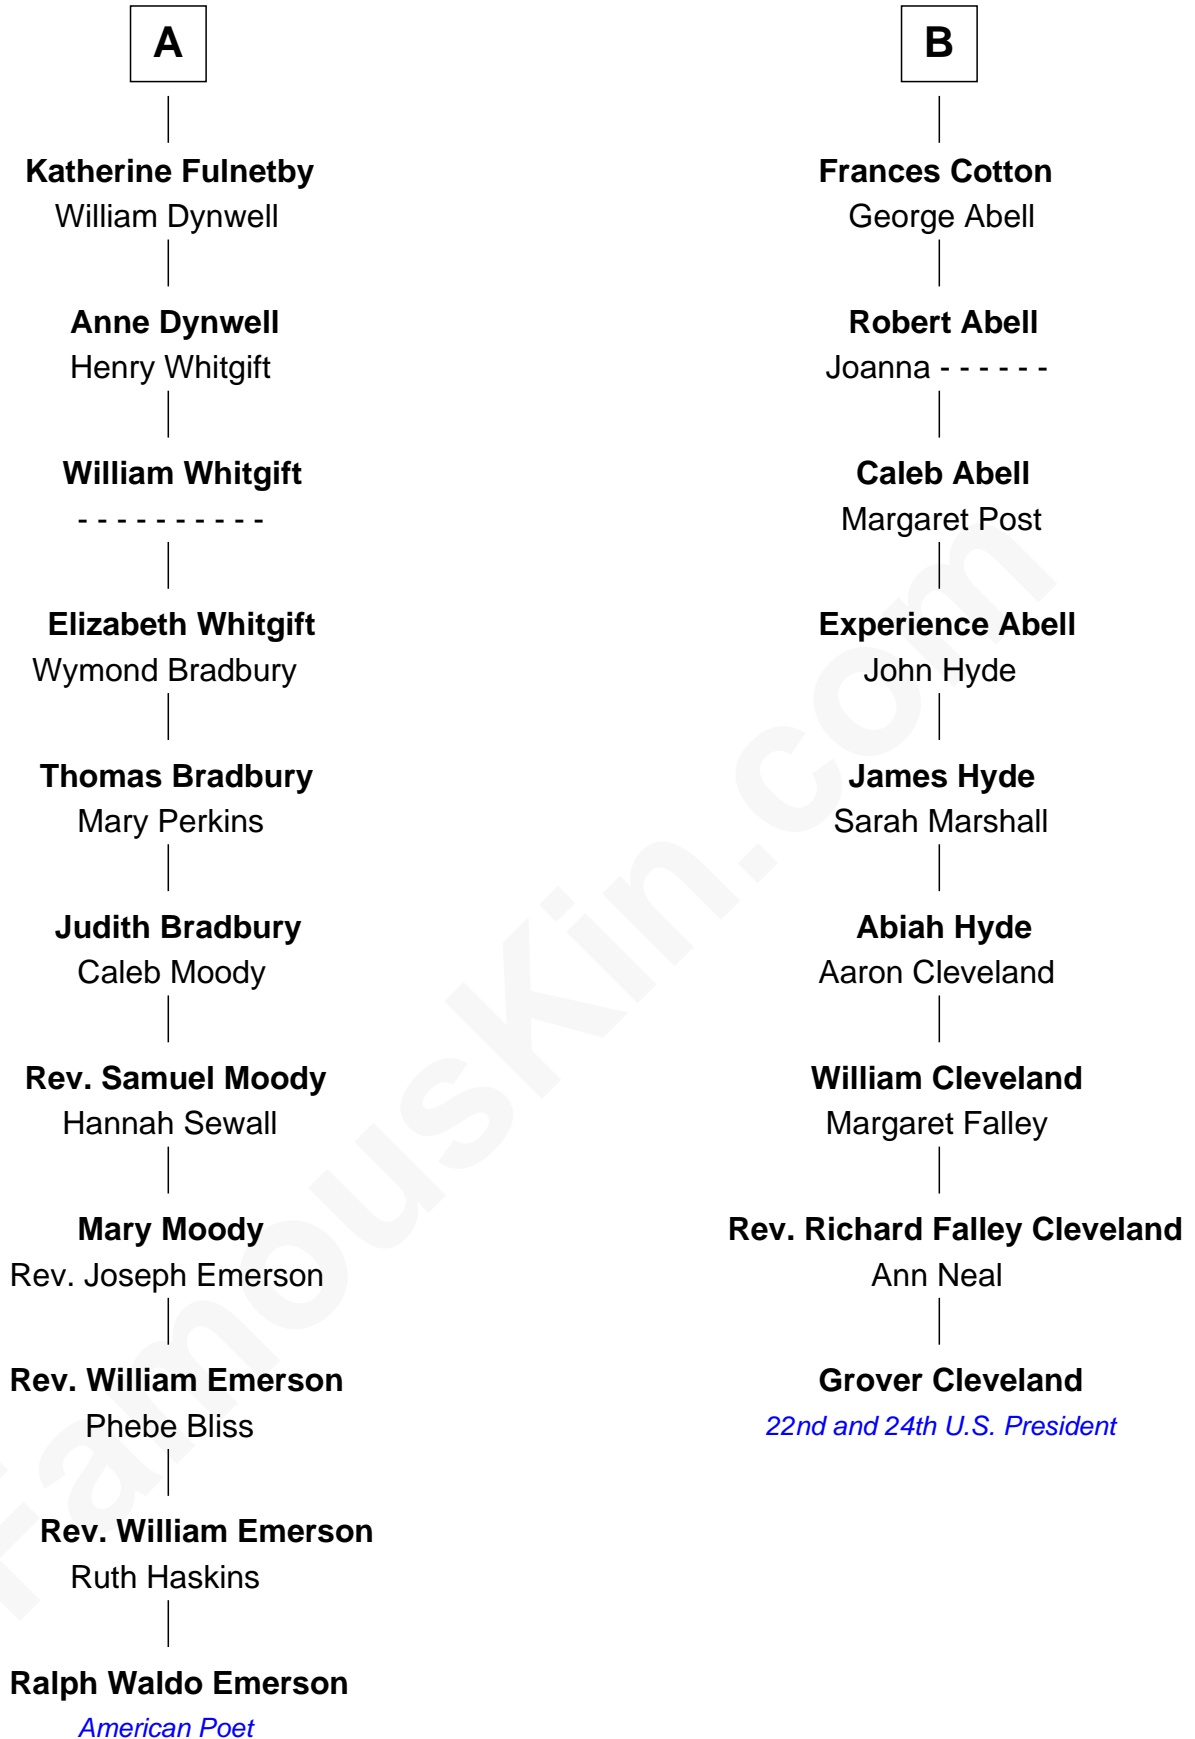 A
Katherine Fulnetby
William Dynwell
Anne Dynwell
Henry Whitgift
William Whitgift
- - - - - - - - - -
Elizabeth Whitgift
Wymond Bradbury
Thomas Bradbury
Mary Perkins
Judith Bradbury
Caleb Moody
Rev. Samuel Moody
Hannah Sewall
Mary Moody
Rev. Joseph Emerson
Rev. William Emerson
Phebe Bliss
Rev. William Emerson
Ruth Haskins
Ralph Waldo Emerson
American Poet
B
Frances Cotton
George Abell
Robert Abell
Joanna - - - - - -
Caleb Abell
Margaret Post
Experience Abell
John Hyde
James Hyde
Sarah Marshall
Abiah Hyde
Aaron Cleveland
William Cleveland
Margaret Falley
Rev. Richard Falley Cleveland
Ann Neal
Grover Cleveland
22nd and 24th U.S. President
FamousKin.com